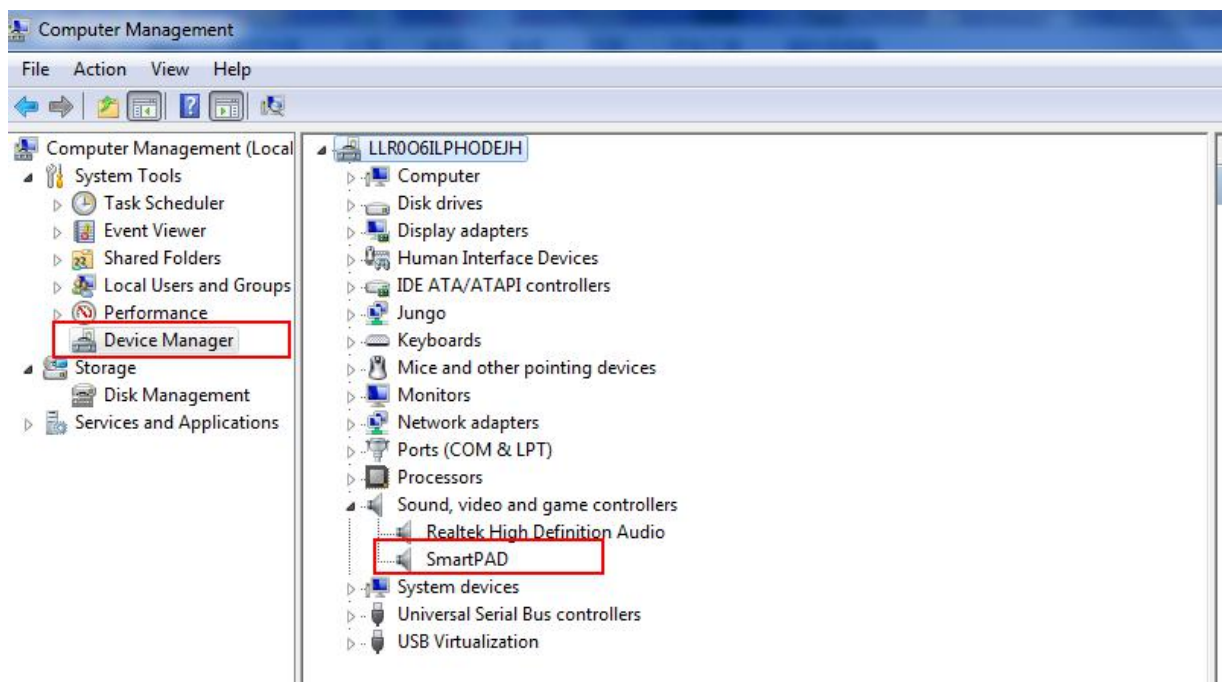 Computer Management
File Action View Help
Computer Management (Local
System Tools
Task Scheduler
Event Viewer
Shared Folders
Local Users and Groups
Performance
Device Manager
Storage
Disk Management
Services and Applications
LLR0O6ILPHODEJH
Computer
Disk drives
Display adapters
Human Interface Devices
IDE ATA/ATAPI controllers
Jungo
Keyboards
Mice and other pointing devices
Monitors
Network adapters
Ports (COM & LPT)
Processors
Sound, video and game controllers
Realtek High Definition Audio
SmartPAD
System devices
Universal Serial Bus controllers
USB Virtualization